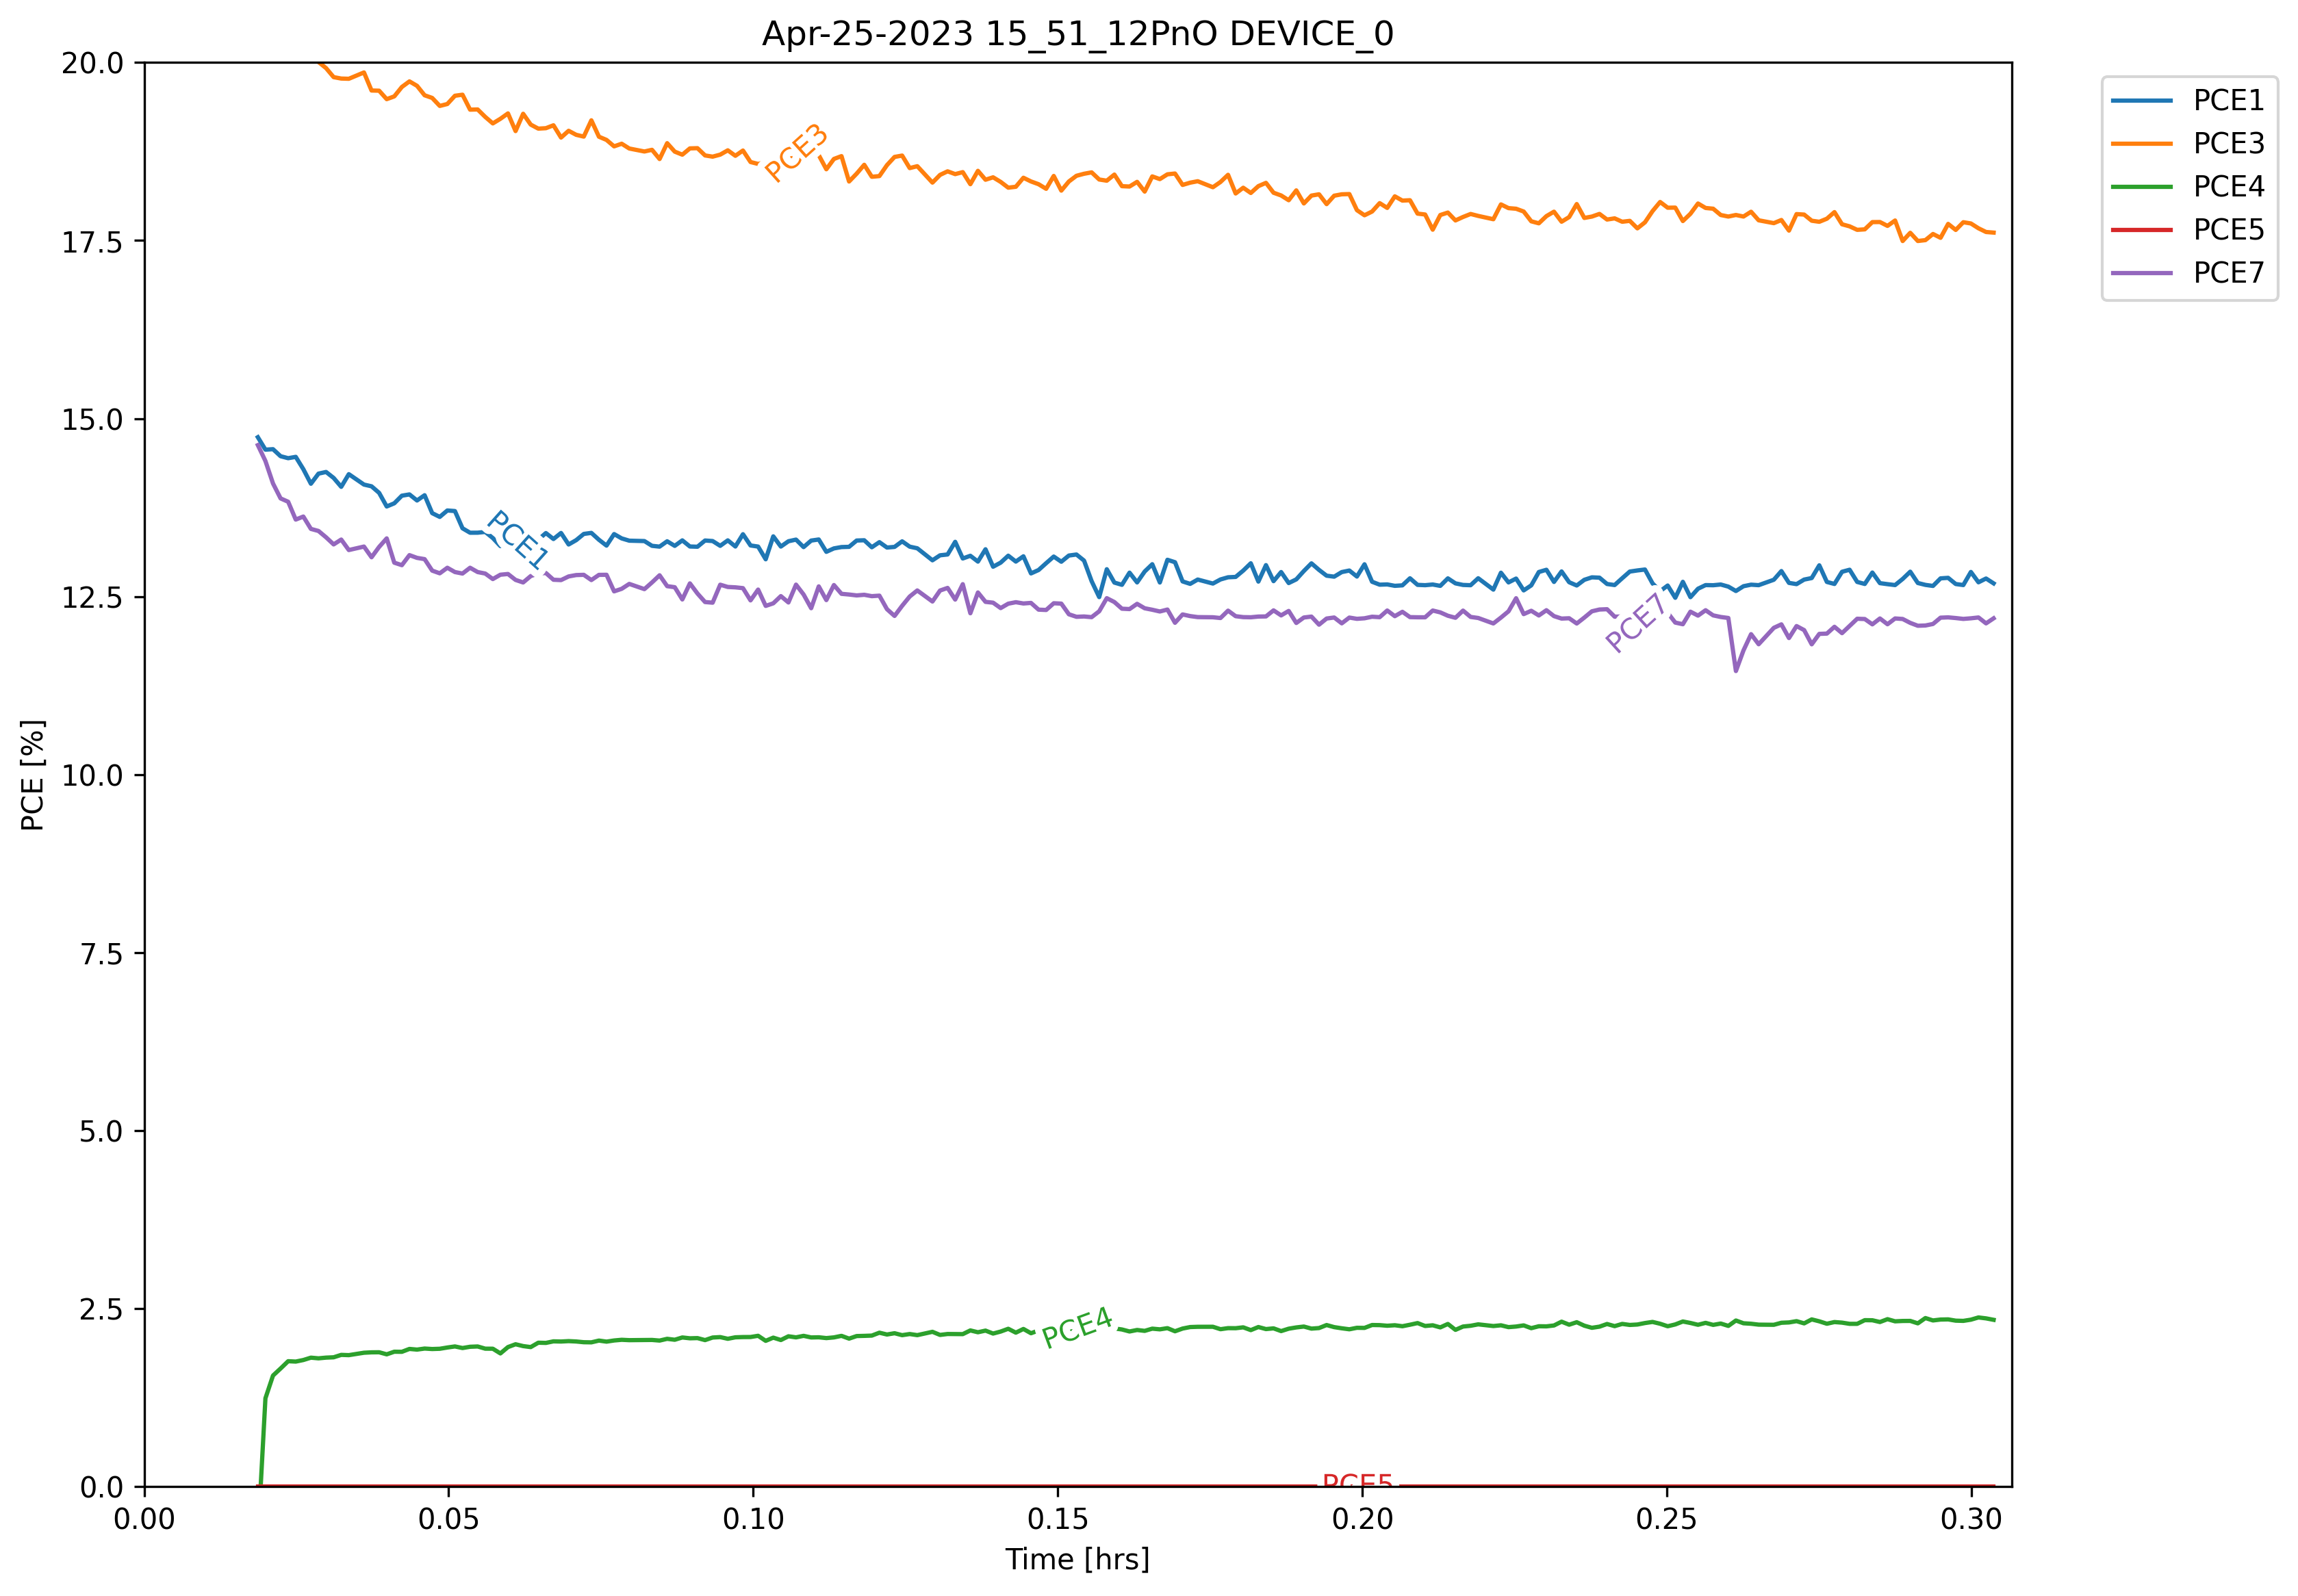 Apr-25-2023 15_51_12PnO DEVICE_0
20.0
17.5
15.0
12.5
10.0
7.5
5.0
2.5
0.0
PCE [%]
PCE3
PCE1
PCE7
PCE4
PCE5
0.00 0.05 0.10 0.15 0.20 0.25 0.30
Time [hrs]
PCE1
PCE3
PCE4
PCE5
PCE7